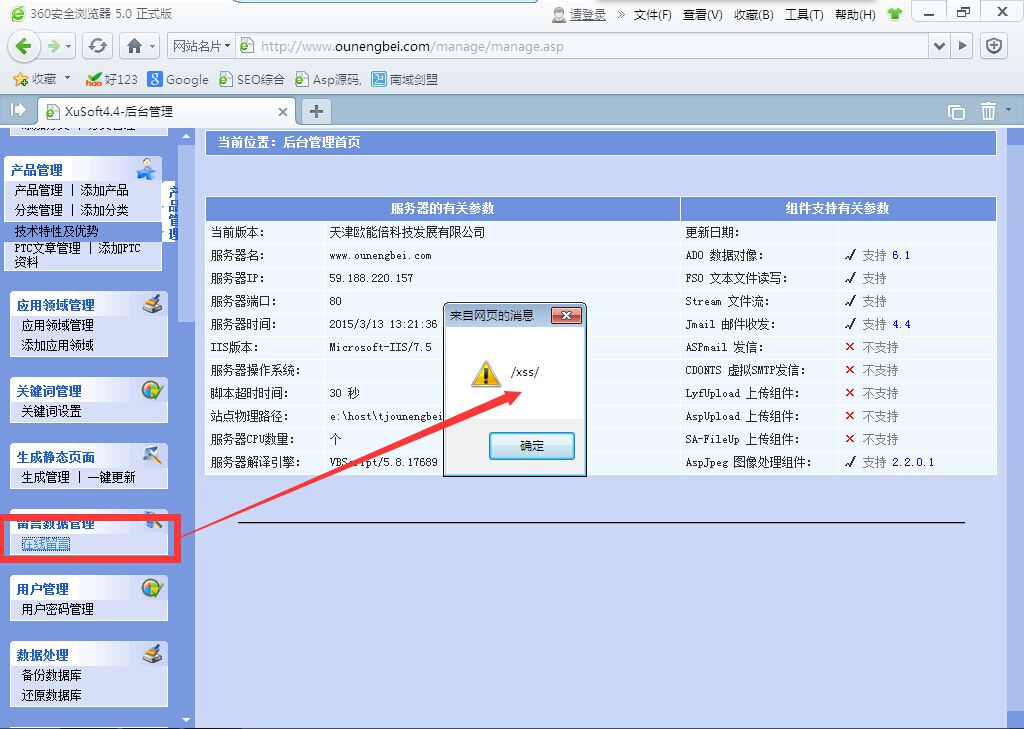 360安全浏览器 5.0 正式版
请登录 » 文件(F) 查看(V) 收藏(B) 工具(T) 帮助(H)
网站名片 http://www.ounengbei.com/manage/manage.asp
收藏 好123 Google SEO综合 Asp源码, 南域剑盟
XuSoft4.4-后台管理
当前位置: 后台管理首页
产品管理
产品管理 | 添加产品
分类管理 | 添加分类
技术特性及优势
PTC文章管理 | 添加PTC
资料
产品管理
应用领域管理
应用领域管理
添加应用领域
关键词管理
关键词设置
生成静态页面
生成管理 | 一键更新
留言数据管理
在线留言
用户管理
用户密码管理
数据处理
备份数据库
还原数据库
服务器的有关参数 组件支持有关参数
当前版本: 天津欧能倍科技发展有限公司 更新日期:
服务器名: www.ounengbei.com ADO 数据对像: √ 支持 6.1
服务器IP: 59.188.220.157 FSO 文本文件读写: √ 支持
服务器端口: 80 Stream 文件流: √ 支持
服务器时间: 2015/3/13 13:21:36 Jmail 邮件收发: √ 支持 4.4
IIS版本: Microsoft-IIS/7.5 ASPmail 发信: × 不支持
服务器操作系统: CDONTS 虚拟SMTP发信: × 不支持
脚本超时时间: 30 秒 LyfUpload 上传组件: × 不支持
站点物理路径: e:\host\tjounengbei AspUpload 上传组件: × 不支持
服务器CPU数量: 个 SA-FileUp 上传组件: × 不支持
服务器解译引擎: VBScript/5.8.17689 AspJpeg 图像处理组件: √ 支持 2.2.0.1
来自网页的消息
/xss/
确定